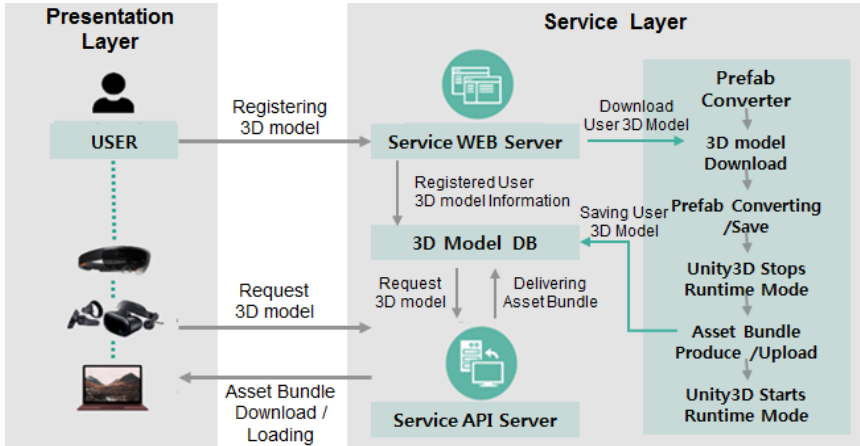 Presentation
Layer
USER
Registering
3D model
Request
3D model
Asset Bundle
Download /
Loading
Service Layer
Service WEB Server
Registered User
3D model Information
3D Model DB
Request
3D model
Delivering
Asset Bundle
Service API Server
Download
User 3D Model
Saving User
3D Model
Prefab
Converter
3D model
Download
Prefab Converting
/Save
Unity3D Stops
Runtime Mode
Asset Bundle
Produce /Upload
Unity3D Starts
Runtime Mode